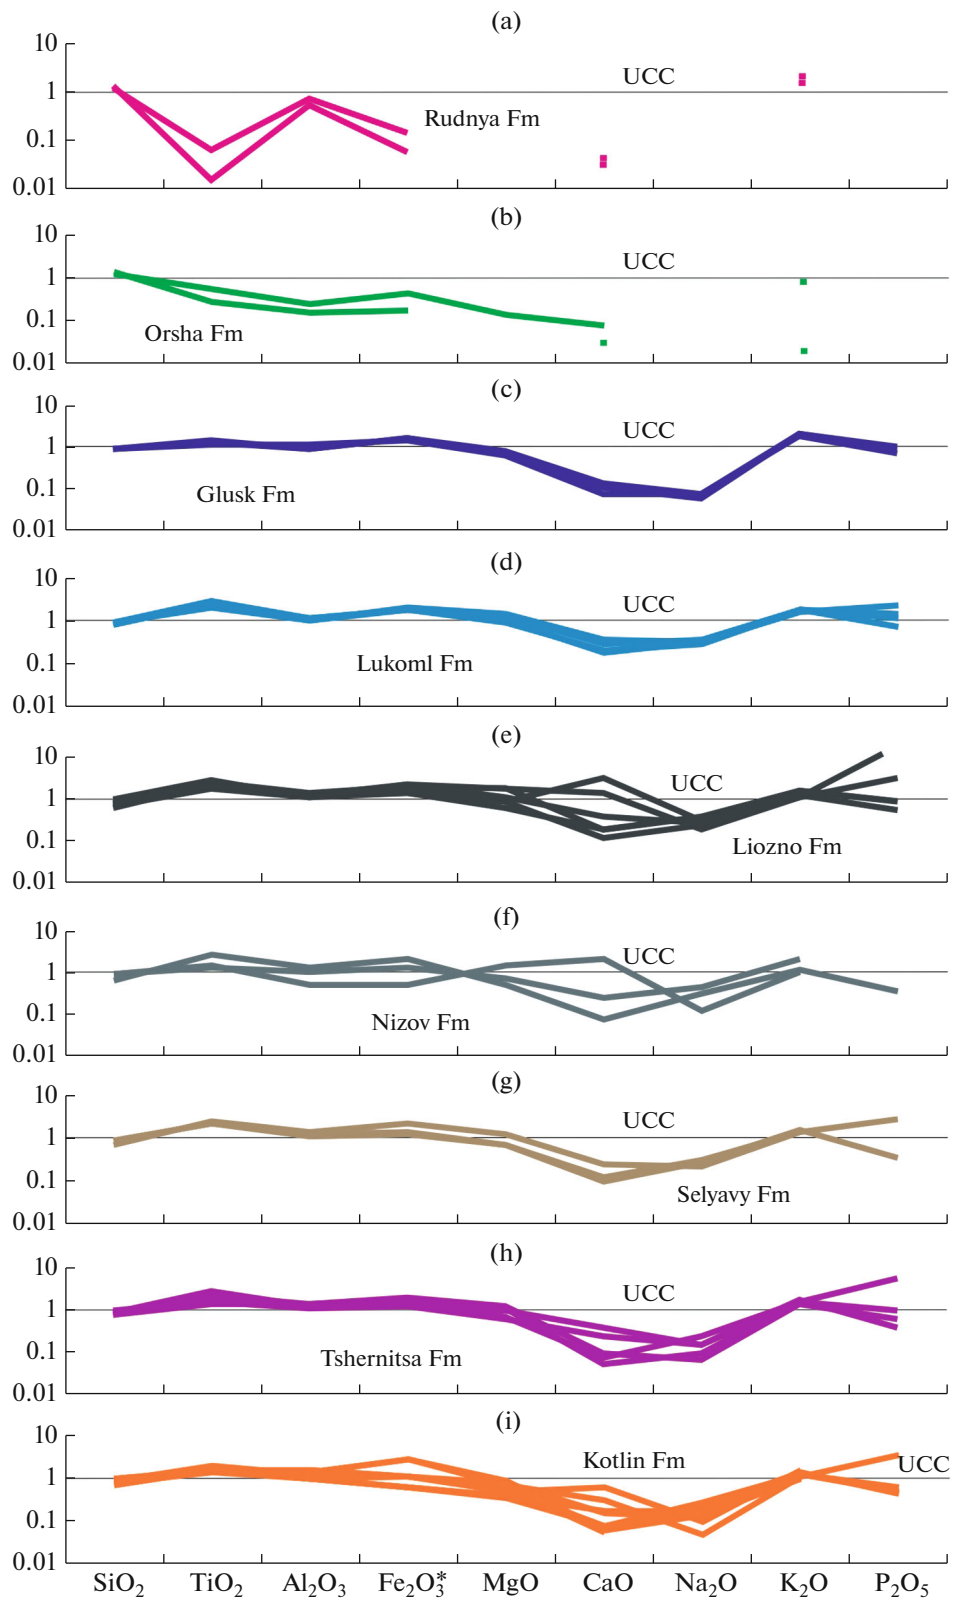 (a)
10
UCC
1
Rudnya Fm
0.1
0.01
(b)
10
UCC
1
0.1
Orsha Fm
0.01
(c)
10
UCC
1
0.1
Glusk Fm
0.01
(d)
10
UCC
1
0.1
Lukoml Fm
0.01
(e)
10
UCC
1
0.1
Liozno Fm
0.01
(f)
10
UCC
1
0.1
Nizov Fm
0.01
(g)
10
UCC
1
0.1
Selyavy Fm
0.01
(h)
10
UCC
1
0.1
Tshernitsa Fm
0.01
(i)
10
Kotlin Fm
UCC
1
0.1
0.01
SiO₂ TiO₂ Al₂O₃ Fe₂O₃* MgO CaO Na₂O K₂O P₂O₅